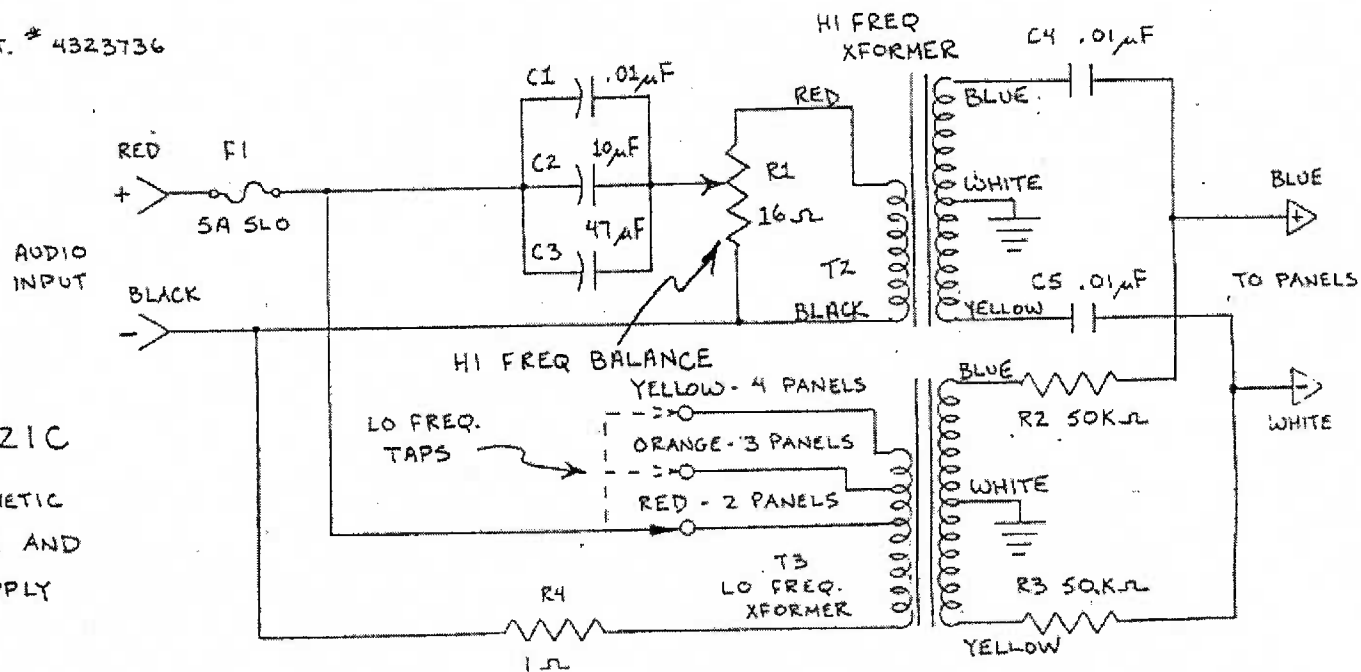 T. # 4323736
HI FREQ
XFORMER
C4 .01µF
C1 .01µF
RED
BLUE
RED F1
+
5A SLO
C2 10µF
R1
16Ω
WHITE
BLUE
+
C3 47µF
AUDIO
INPUT
T2
C5 .01µF
TO PANELS
BLACK
-
BLACK
YELLOW
HI FREQ BALANCE
YELLOW - 4 PANELS
BLUE
R2 50KΩ
-
WHITE
LO FREQ.
TAPS
ORANGE - 3 PANELS
RED - 2 PANELS
WHITE
ZIC
NETIC
AND
PPLY
T3
LO FREQ.
XFORMER
R3 50KΩ
YELLOW
R4
1Ω